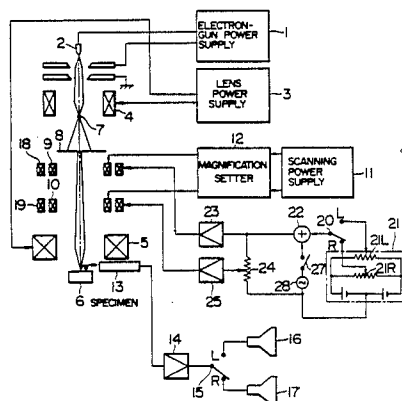 ELECTRON-
GUN POWER
SUPPLY
1
2
LENS
POWER
SUPPLY
3
4
7
8
18 9
10
19
12
MAGNIFICATION
SETTER
SCANNING
POWER
SUPPLY
11
5
6
SPECIMEN
13
23
22
20 L
R
21
21L
21R
24
25
27
28
14
15
L
R
16
17